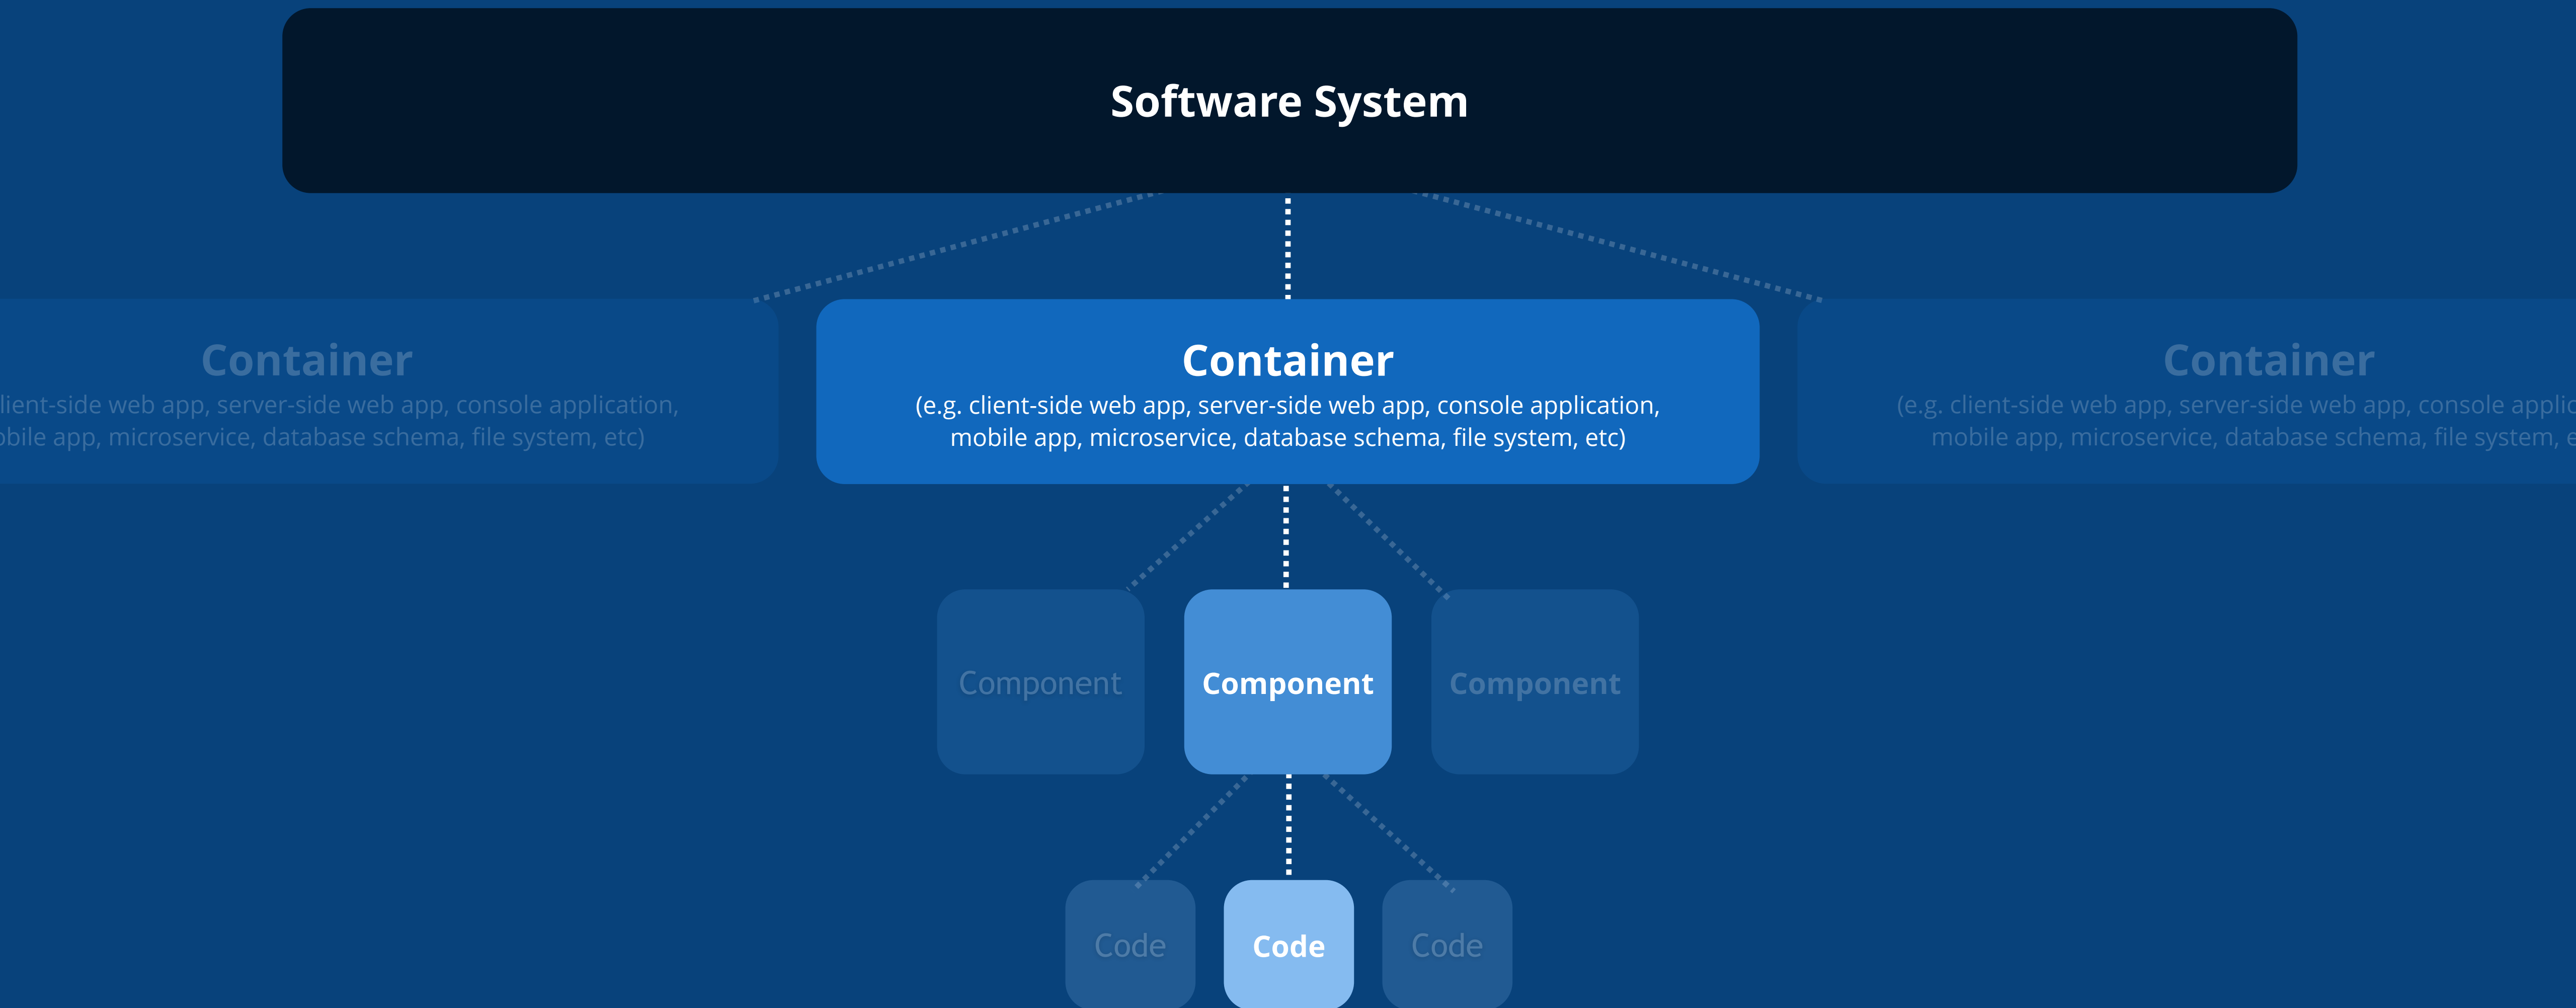 Software System
Container
Container
Container
client-side web app, server-side web app, console application,
(e.g. client-side web app, server-side web app, console application,
(e.g. client-side web app, server-side web app, console
app, microservice, database schema, file system, etc)
mobile app, microservice, database schema, file system, etc)
mobile app, microservice, database schema, file system,
Component
Component
Component
Code
Code
Code